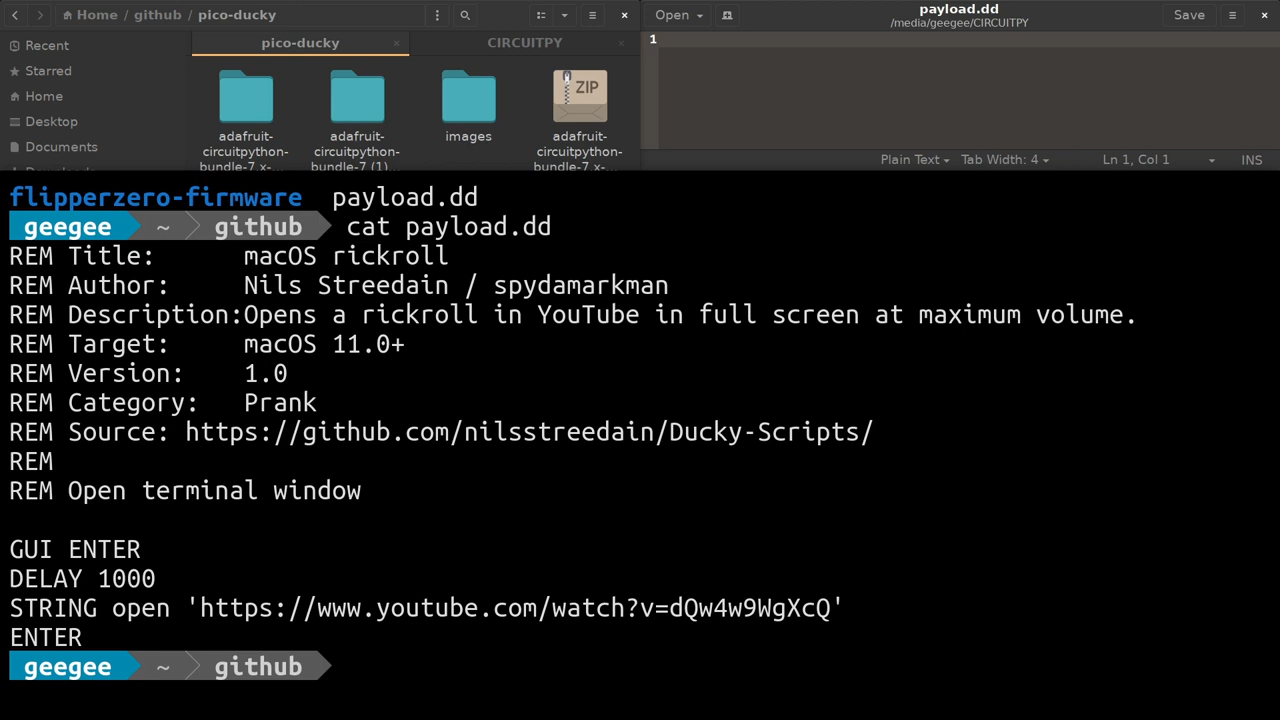 Home / github / pico-ducky
Open
payload.dd
/media/geegee/CIRCUITPY
Save
Recent
Starred
Home
Desktop
Documents
pico-ducky
CIRCUITPY
1
ZIP
adafruit-
circuitpython-
bundle-7.x-...
adafruit-
circuitpython-
bundle-7 (1)...
images
adafruit-
circuitpython-
bundle-7.x-...
Plain Text
Tab Width: 4
Ln 1, Col 1
INS
flipperzero-firmware payload.dd
geegee ~ github cat payload.dd
REM Title: macOS rickroll
REM Author: Nils Streedain / spydamarkman
REM Description:Opens a rickroll in YouTube in full screen at maximum volume.
REM Target: macOS 11.0+
REM Version: 1.0
REM Category: Prank
REM Source: https://github.com/nilsstreedain/Ducky-Scripts/
REM
REM Open terminal window
GUI ENTER
DELAY 1000
STRING open 'https://www.youtube.com/watch?v=dQw4w9WgXcQ'
ENTER
geegee ~ github